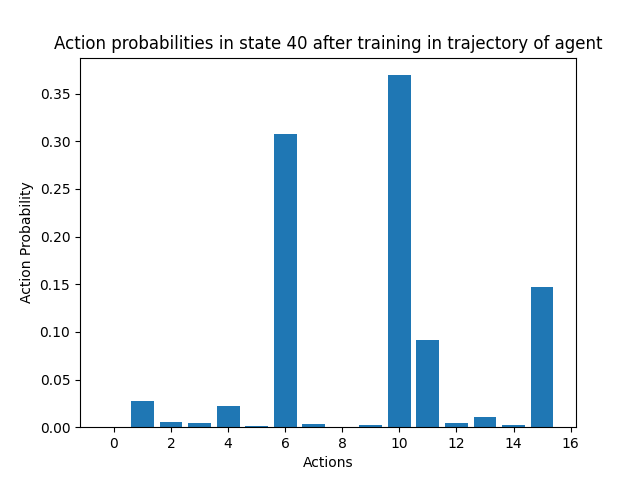 Action probabilities in state 40 after training in trajectory of agent
0.35
0.30
0.25
0.20
0.15
0.10
0.05
0.00
Action Probability
0 2 4 6 8 10 12 14 16
Actions